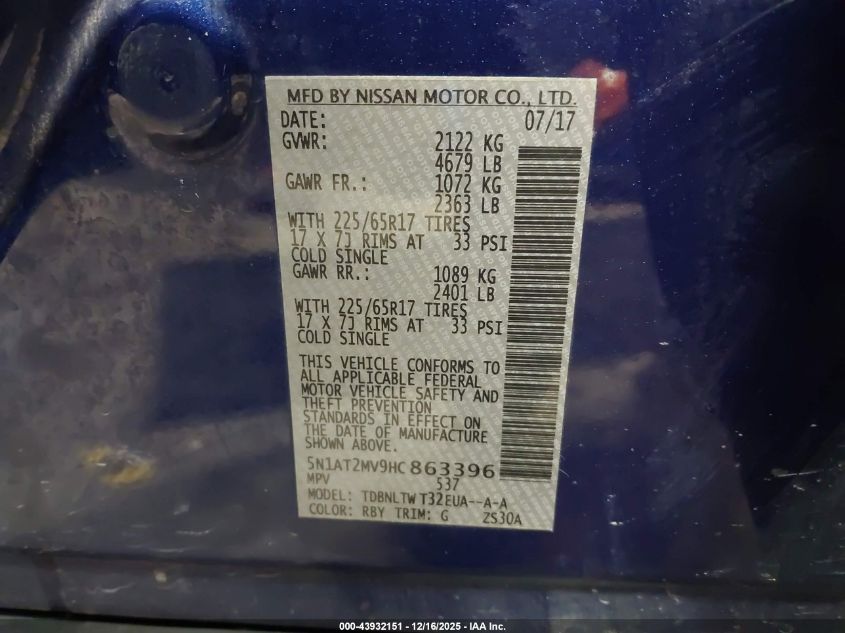 MFD BY NISSAN MOTOR CO., LTD.
DATE: 07/17
GVWR: 2122 KG
4679 LB
GAWR FR.: 1072 KG
2363 LB
WITH 225/65R17 TIRES
17 X 7J RIMS AT 33 PSI
COLD SINGLE
GAWR RR.: 1089 KG
2401 LB
WITH 225/65R17 TIRES
17 X 7J RIMS AT 33 PSI
COLD SINGLE
THIS VEHICLE CONFORMS TO
ALL APPLICABLE FEDERAL
MOTOR VEHICLE SAFETY AND
THEFT PREVENTION
STANDARDS IN EFFECT ON
THE DATE OF MANUFACTURE
SHOWN ABOVE.
5N1AT2MV9HC863396
MPV 537
MODEL: TDBNLTW T32EUA--A-A
COLOR: RBY TRIM: G ZS30A
000-43932151 - 12/16/2025 - IAA Inc.